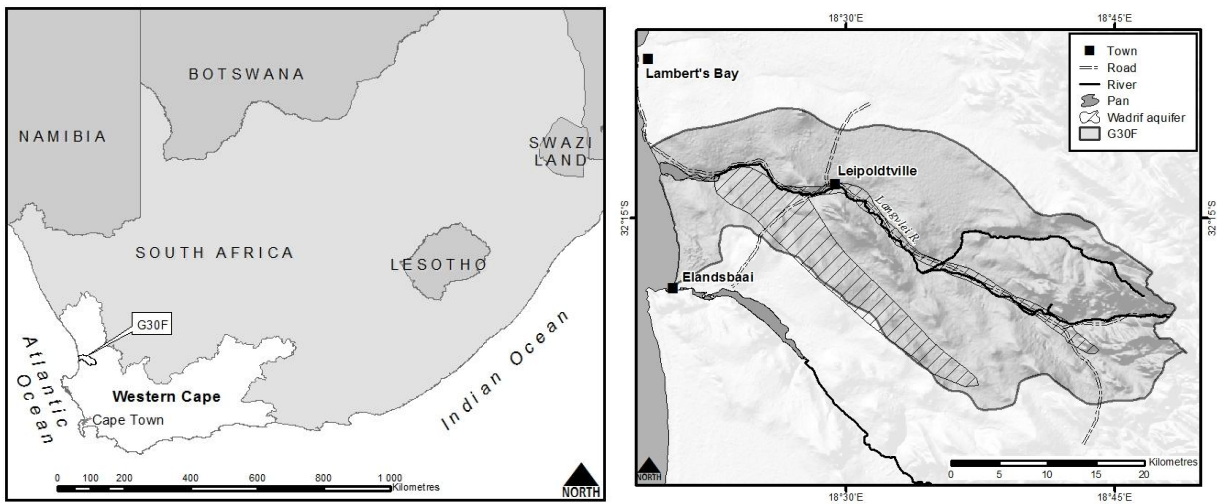 BOTSWANA
NAMIBIA
SWAZI
LAND
SOUTH AFRICA
LESOTHO
G30F
Atlantic
Ocean
Western Cape
Cape Town
Indian Ocean
0 100 200 400 600 800 1 000
Kilometres
NORTH
18°30'E 18°45'E
Lambert's Bay
Town
Road
River
Pan
Wadrif aquifer
G30F
Leipoldtville
Langvlei R
32°15'S
32°15'S
Elandsbaai
Kilometres
0 5 10 15 20
NORTH
18°30'E 18°45'E